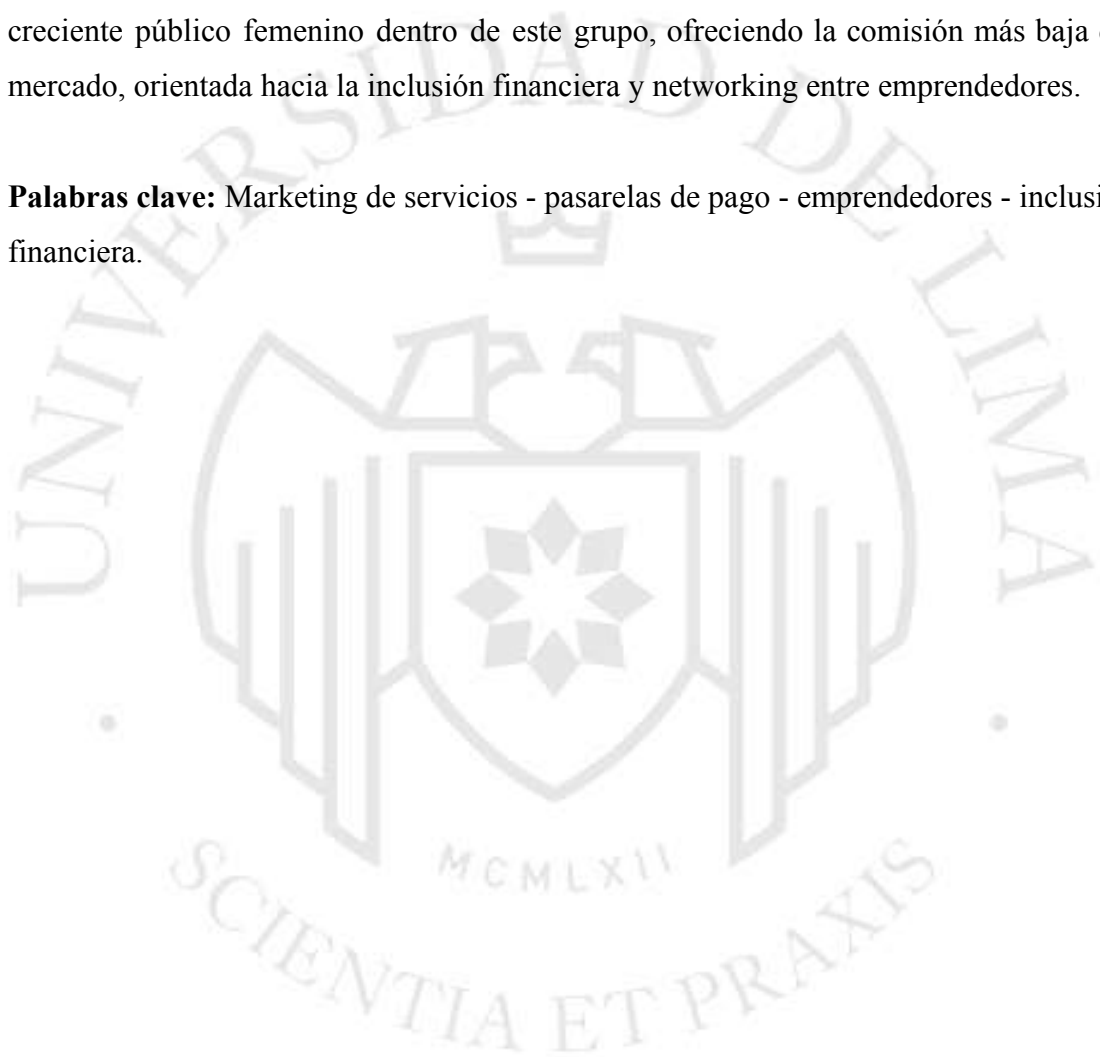 creciente público femenino dentro de este grupo, ofreciendo la comisión más baja
mercado, orientada hacia la inclusión financiera y networking entre emprendedores.
Palabras clave: Marketing de servicios - pasarelas de pago - emprendedores -
financiera.
UNIVERSIDAD DE LIMA
MCMLXII
SCIENTIA ET PRAXIS